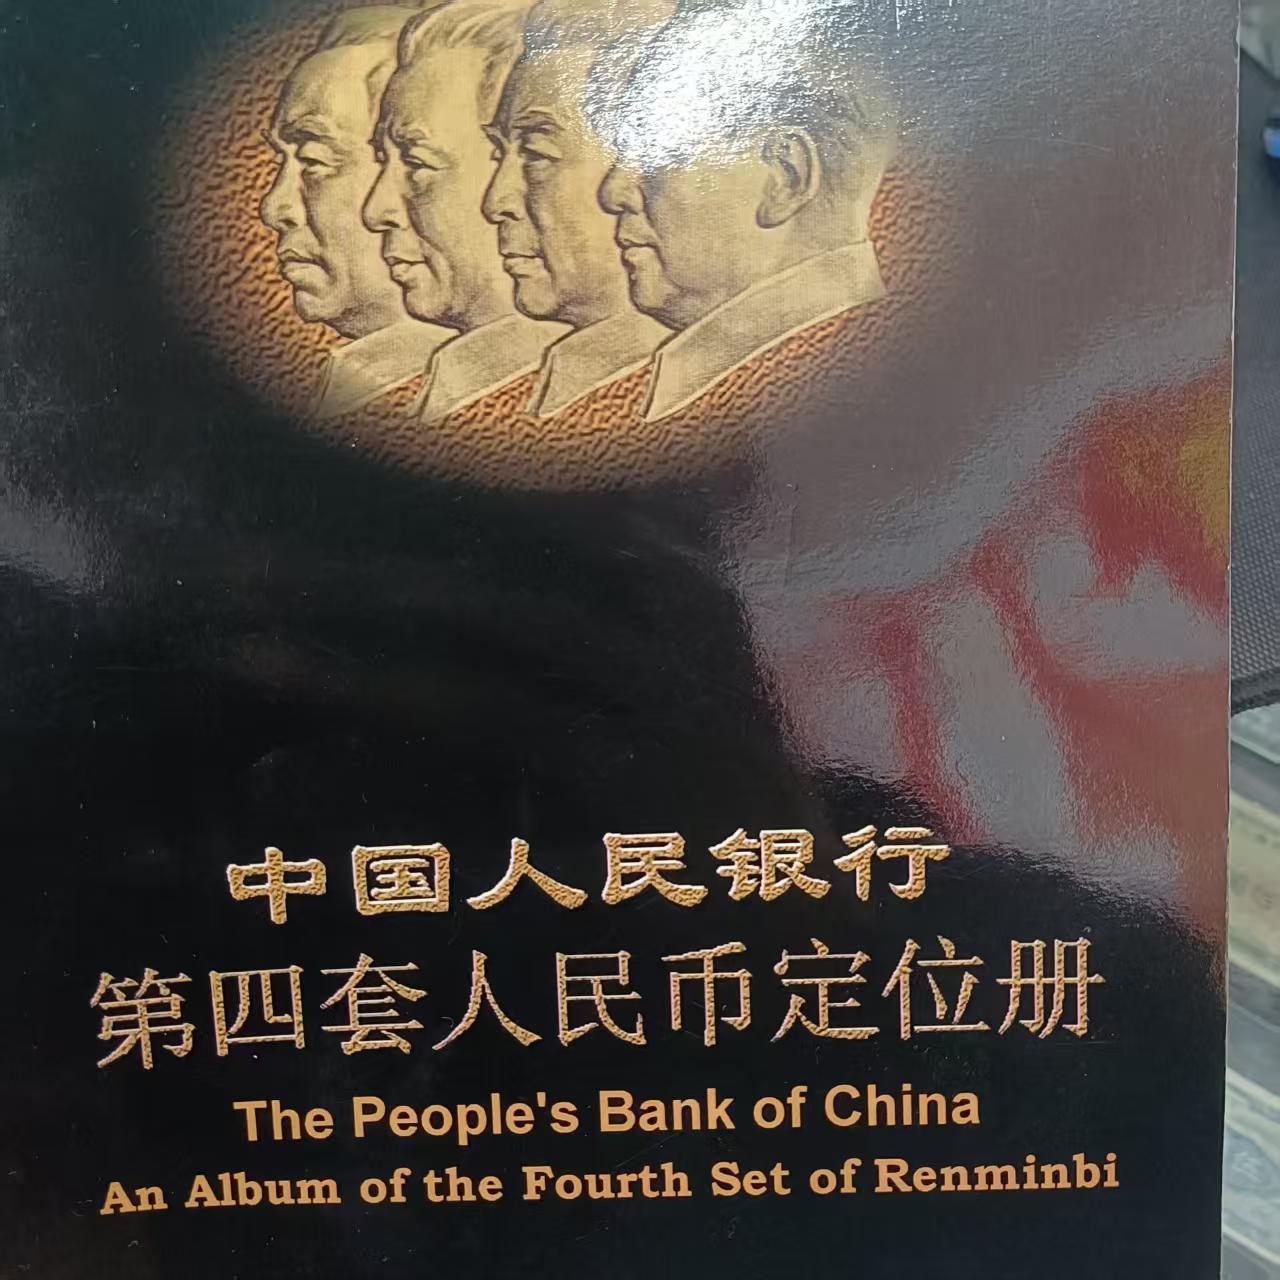 中国人民银行
第四套人民币定位册
The People's Bank of China
An Album of the Fourth Set of Renminbi